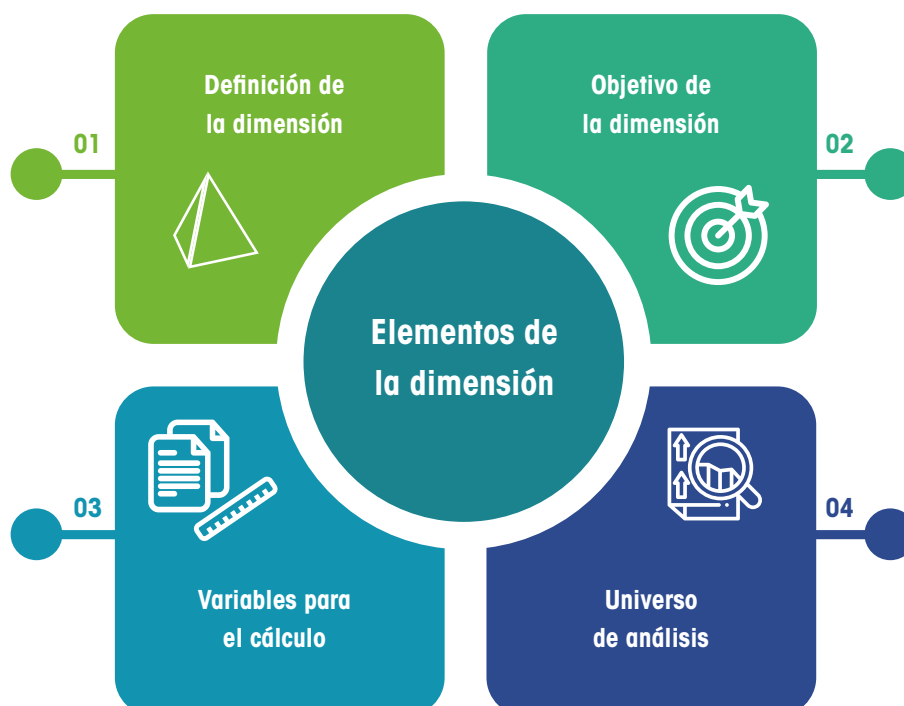 01
Definición de
la dimensión
02
Objetivo de
la dimensión
Elementos de
la dimensión
03
Variables para
el cálculo
04
Universo
de análisis